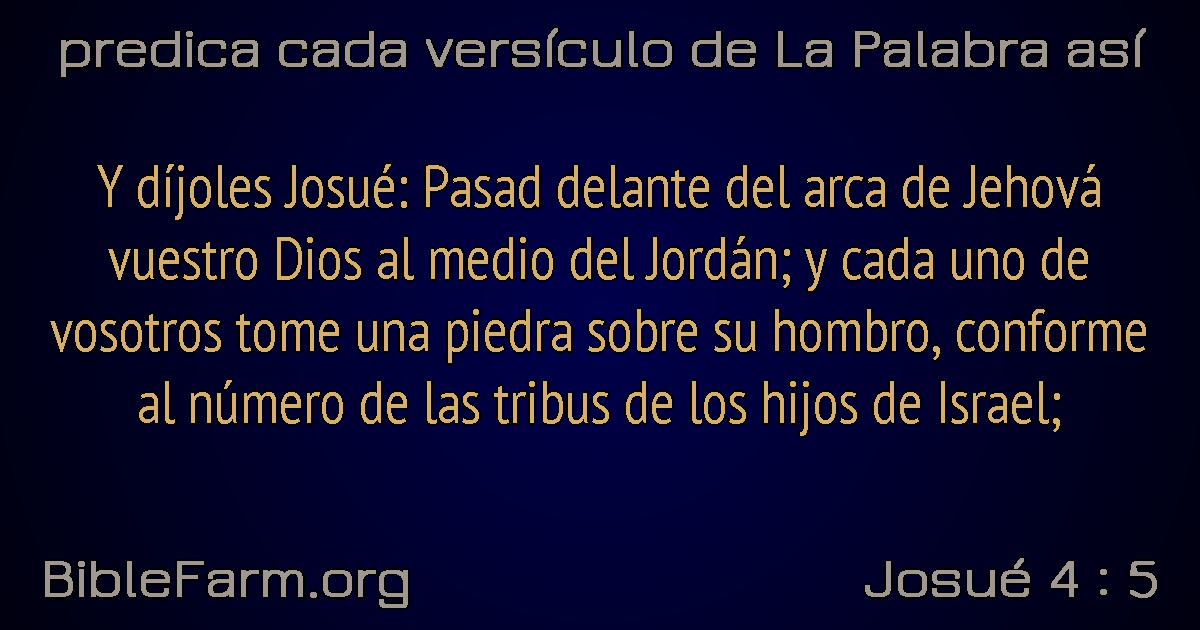 predica cada versículo de La Palabra así
Y díjoles Josué: Pasad delante del arca de Jehová
vuestro Dios al medio del Jordán; y cada uno de
vosotros tome una piedra sobre su hombro, conforme
al número de las tribus de los hijos de Israel;
BibleFarm.org
Josué 4 : 5